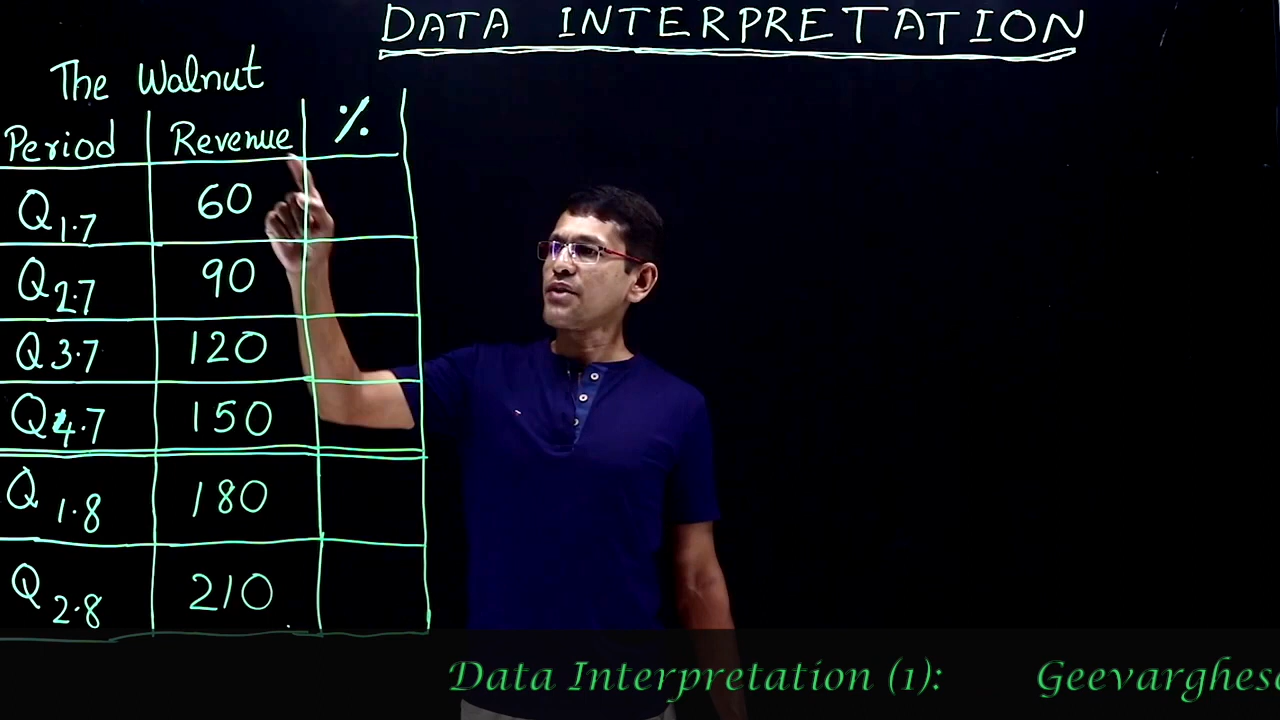 DATA INTERPRETATION
The Walnut
Period Revenue %
Q1.7 60
Q2.7 90
Q3.7 120
Q4.7 150
Q1.8 180
Q2.8 210
Data Interpretation (1): Geevarghese